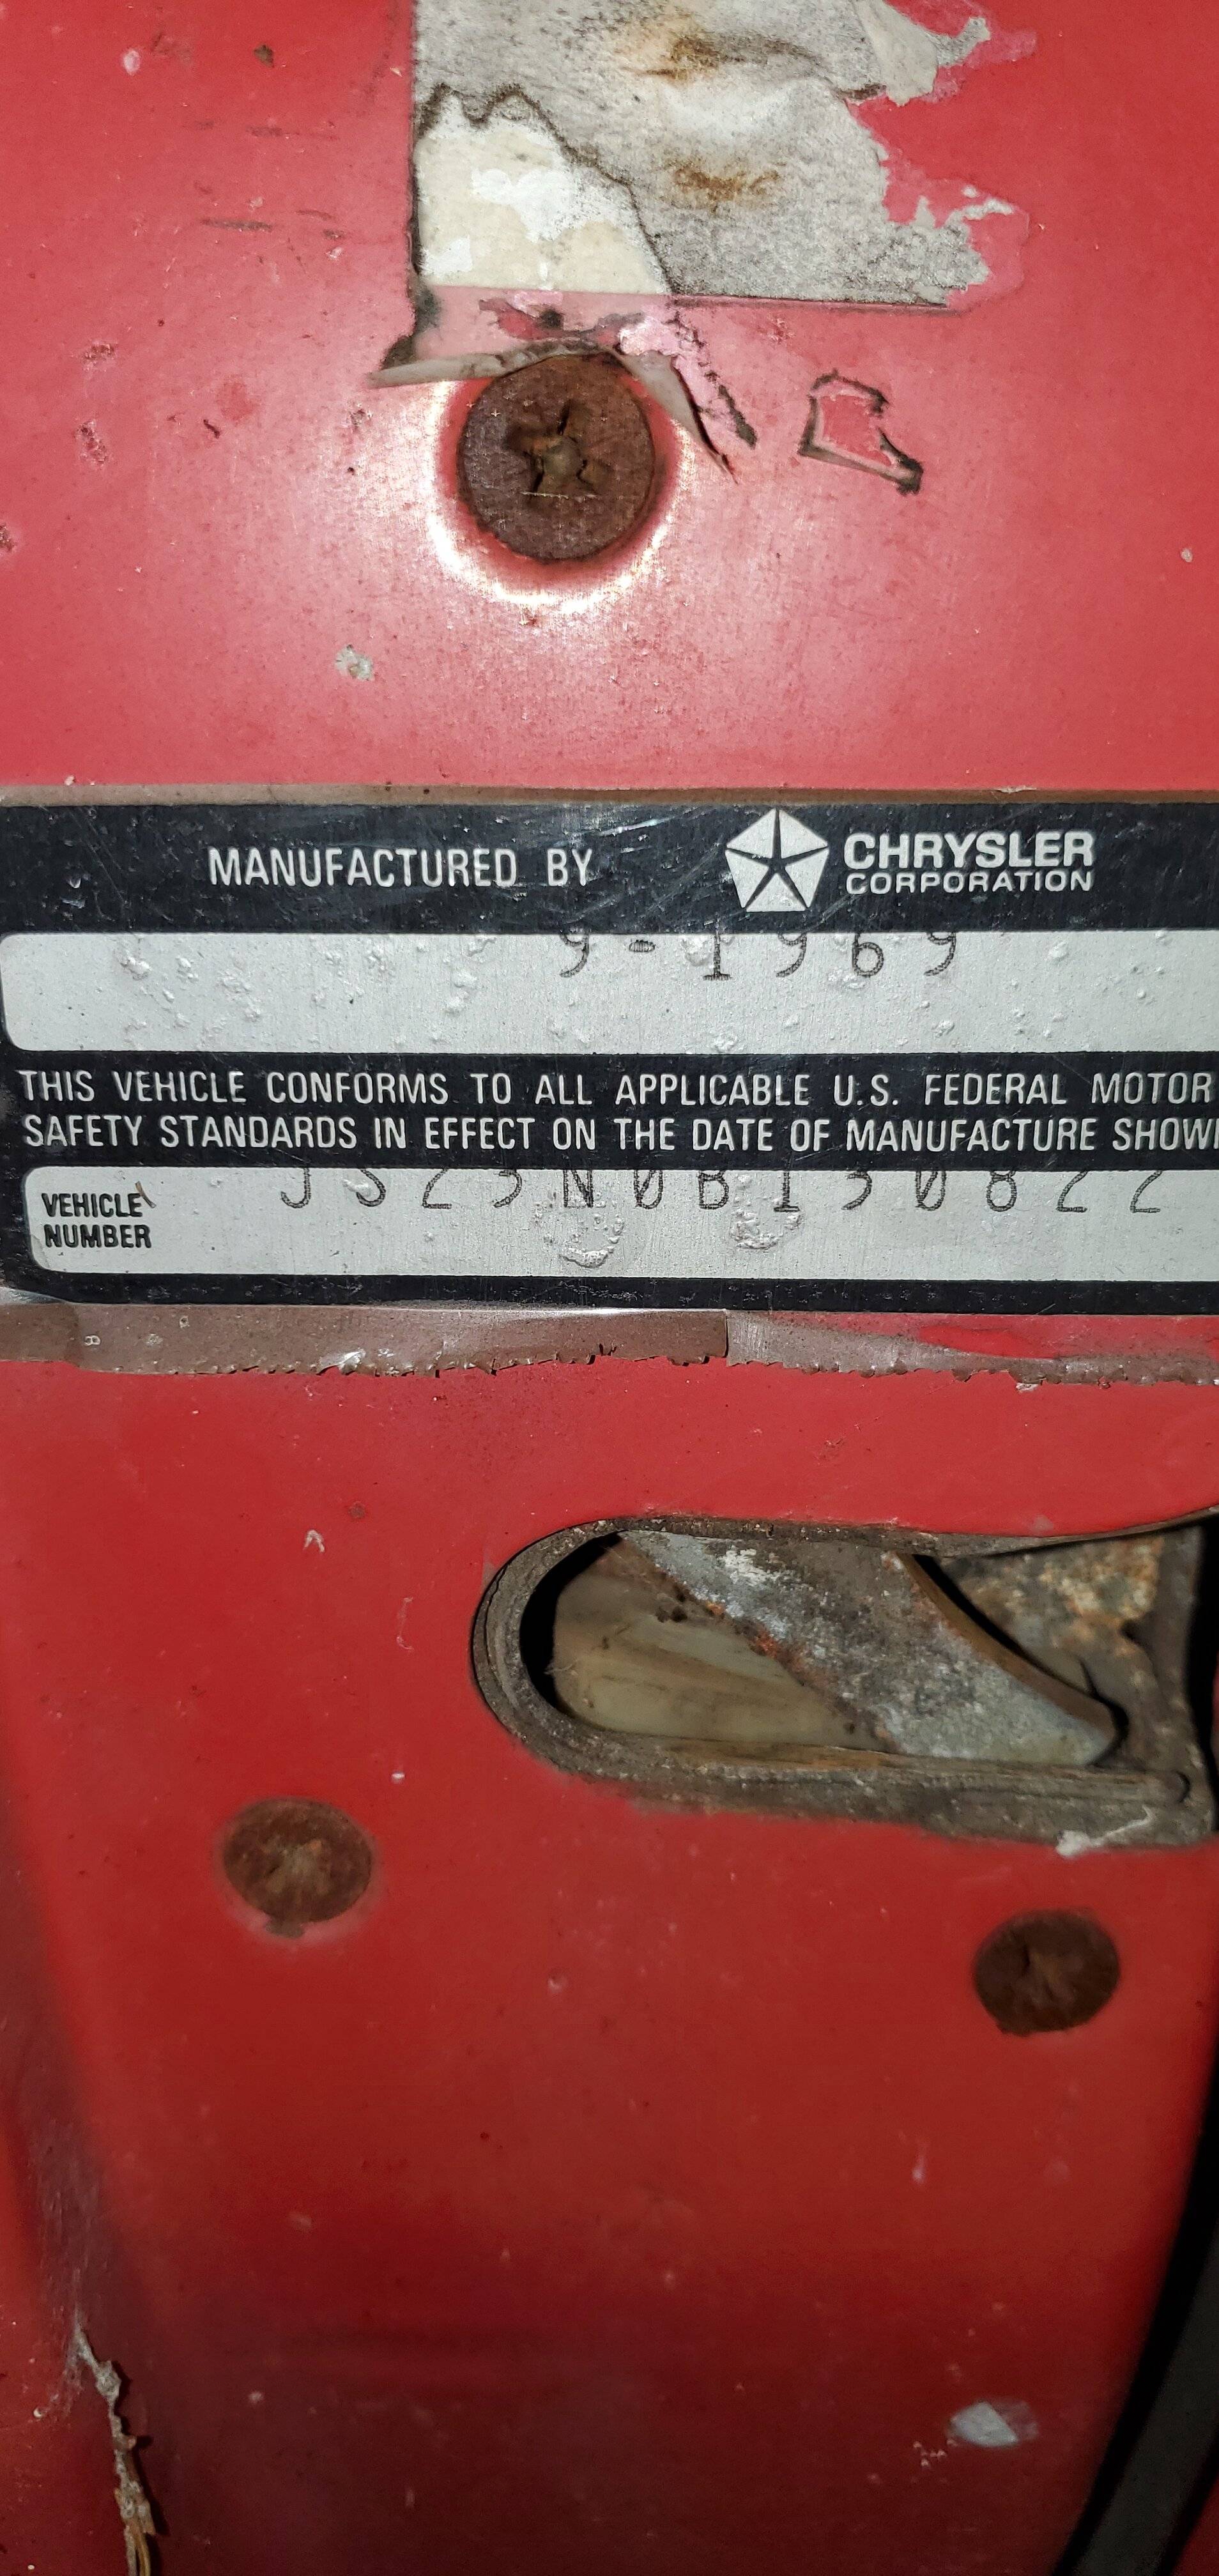 MANUFACTURED BY CHRYSLER CORPORATION
9-1969
THIS VEHICLE CONFORMS TO ALL APPLICABLE U.S. FEDERAL MOTOR
SAFETY STANDARDS IN EFFECT ON THE DATE OF MANUFACTURE SHOWN
VEHICLE NUMBER JS23N0B130822